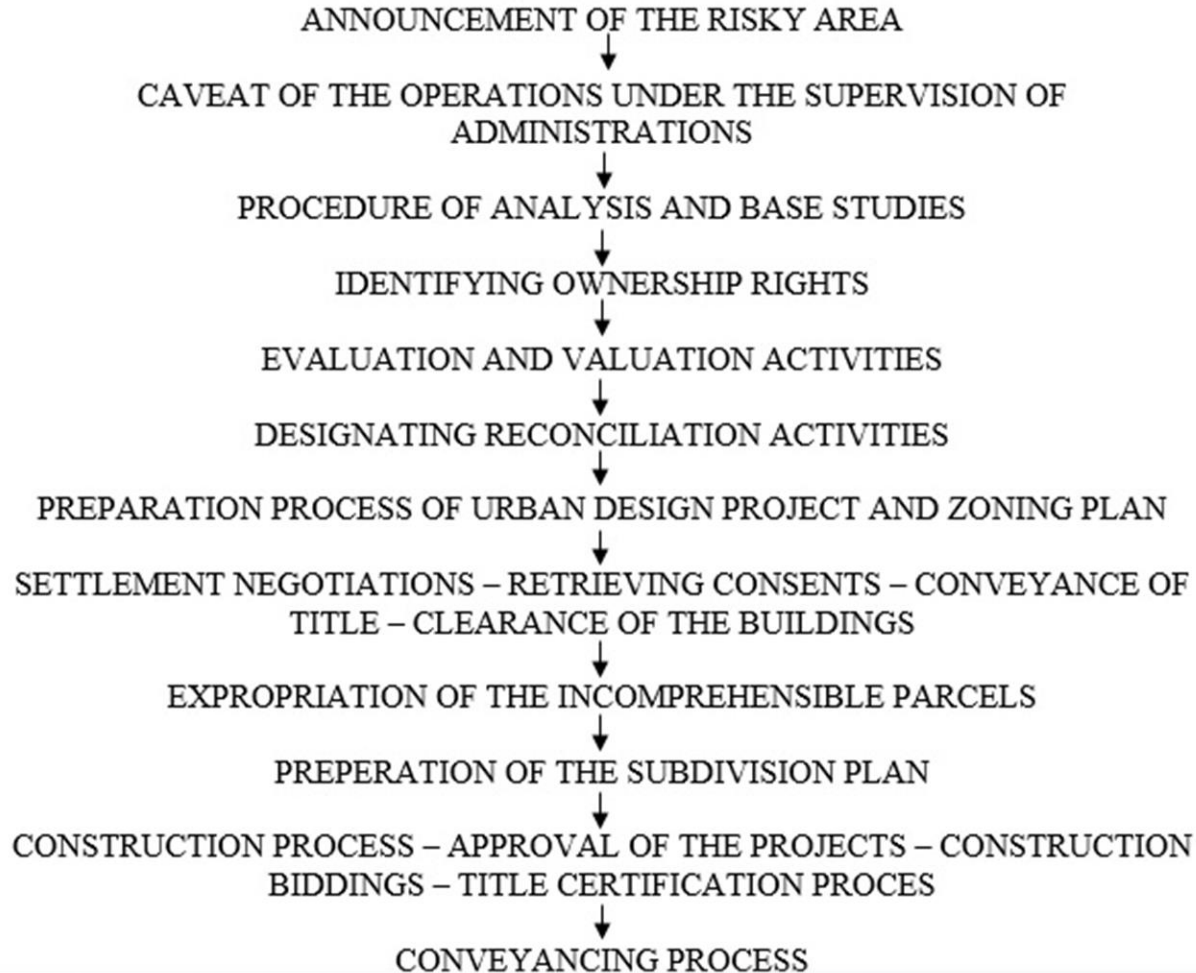 ANNOUNCEMENT OF THE RISKY AREA
CAVEAT OF THE OPERATIONS UNDER THE SUPERVISION OF
ADMINISTRATIONS
PROCEDURE OF ANALYSIS AND BASE STUDIES
IDENTIFYING OWNERSHIP RIGHTS
EVALUATION AND VALUATION ACTIVITIES
DESIGNATING RECONCILIATION ACTIVITIES
PREPARATION PROCESS OF URBAN DESIGN PROJECT AND ZONING PLAN
SETTLEMENT NEGOTIATIONS – RETRIEVING CONSENTS – CONVEYANCE OF
TITLE – CLEARANCE OF THE BUILDINGS
EXPROPRIATION OF THE INCOMPREHENSIBLE PARCELS
PREPERATION OF THE SUBDIVISION PLAN
CONSTRUCTION PROCESS – APPROVAL OF THE PROJECTS – CONSTRUCTION
BIDDINGS – TITLE CERTIFICATION PROCES
CONVEYANCING PROCESS